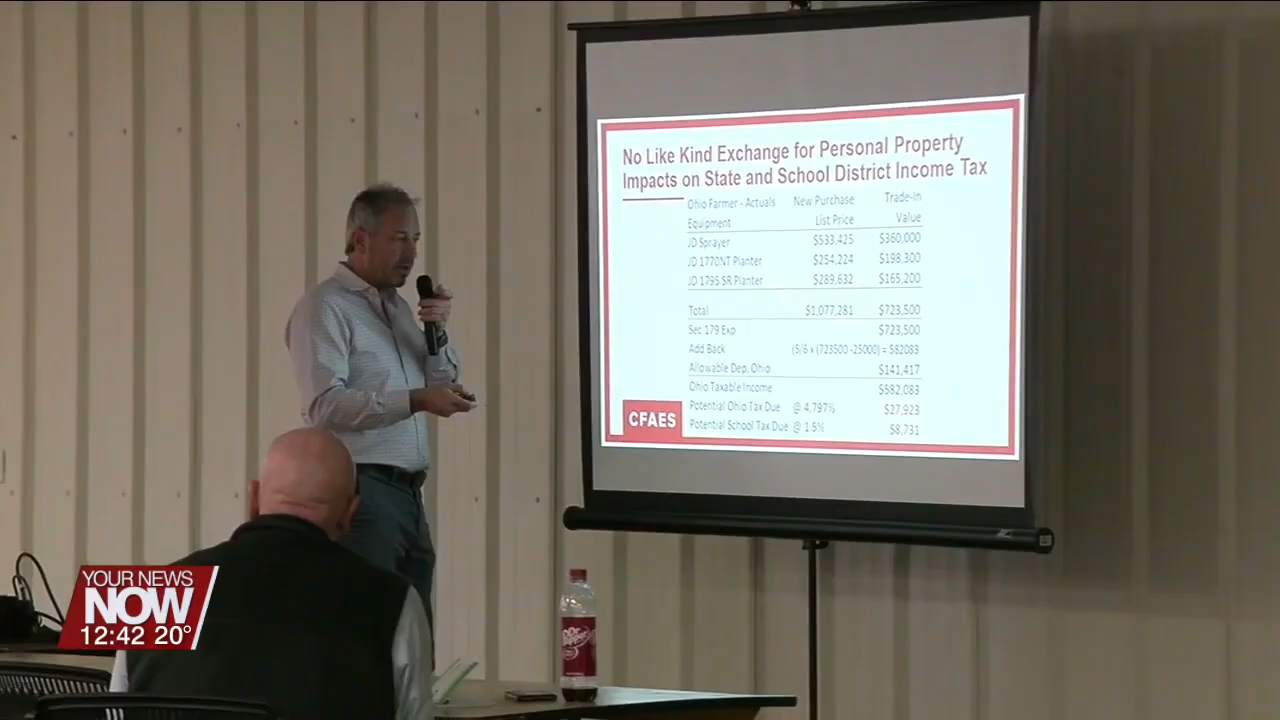 No Like Kind Exchange for Personal Property
Impacts on State and School District Income Tax
Ohio Farmer - Actuals New Purchase Trade-In
Equipment List Price Value
JD Sprayer $533,425 $360,000
JD 1770NT Planter $254,224 $198,300
JD 1795 SR Planter $289,632 $165,200
Total $1,077,281 $723,500
Sec 179 Exp $723,500
Add Back (5/6 x (723500 -25000) = 582083
Allowable Dep. Ohio $141,417
Ohio Taxable Income $582,083
Potential Ohio Tax Due @ 4.797% $27,923
Potential School Tax Due @ 1.5% $8,731
CFAES
YOUR NEWS
NOW
12:42 20°
Dr Pepper